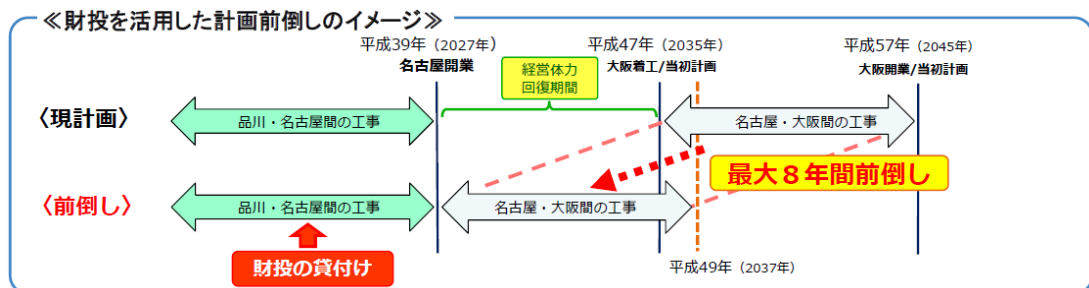 ≪財投を活用した計画前倒しのイメージ≫
平成39年（2027年）
名古屋開業
平成47年（2035年）
大阪着工/当初計画
平成57年（2045年）
大阪開業/当初計画
経営体力
回復期間
〈現計画〉
品川・名古屋間の工事
名古屋・大阪間の工事
最大８年間前倒し
〈前倒し〉
品川・名古屋間の工事
名古屋・大阪間の工事
財投の貸付け
平成49年（2037年）